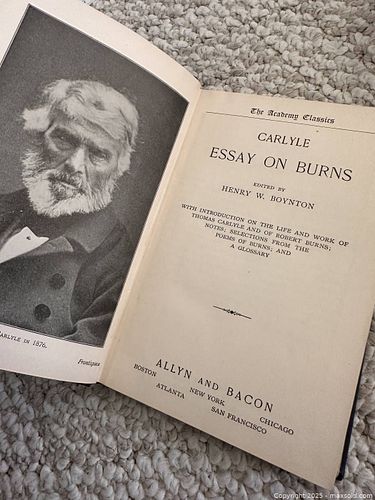 CARLYLE IN 1876.
Frontispiece
The Academy Classics
CARLYLE
ESSAY ON BURNS
EDITED BY
HENRY W. BOYNTON
WITH INTRODUCTION ON THE LIFE AND WORK OF
THOMAS CARLYLE AND OF ROBERT BURNS;
NOTES; SELECTIONS FROM THE
POEMS OF BURNS; AND
A GLOSSARY
ALLYN AND BACON
BOSTON NEW YORK CHICAGO
ATLANTA SAN FRANCISCO
Copyright © 2025 - maxsold.com